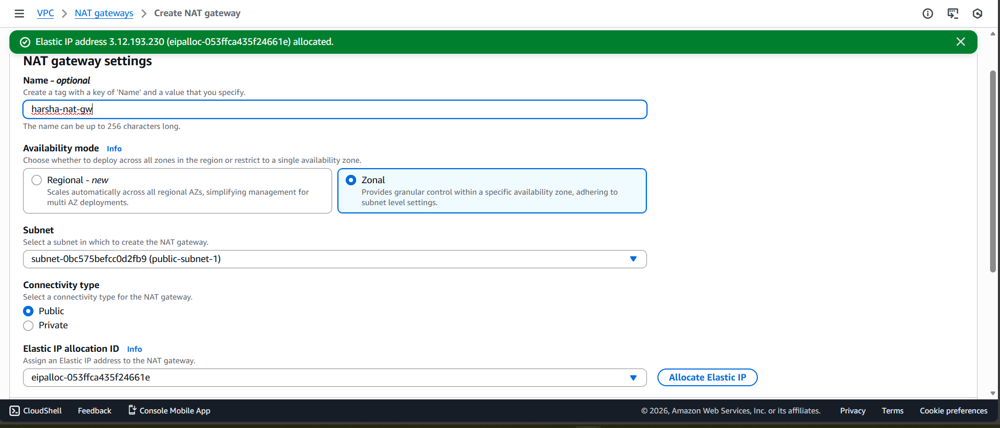 VPC > NAT gateways > Create NAT gateway
Elastic IP address 3.12.193.230 (eipalloc-053ffca435f24661e) allocated.
NAT gateway settings
Name - optional
Create a tag with a key of 'Name' and a value that you specify.
harsha-nat-gw
The name can be up to 256 characters long.
Availability mode Info
Choose whether to deploy across all zones in the region or restrict to a single availability zone.
Regional - new
Scales automatically across all regional AZs, simplifying management for
multi AZ deployments.
Zonal
Provides granular control within a specific availability zone, adhering to
subnet level settings.
Subnet
Select a subnet in which to create the NAT gateway.
subnet-0bc575befcc0d2fb9 (public-subnet-1)
Connectivity type
Select a connectivity type for the NAT gateway.
Public
Private
Elastic IP allocation ID Info
Assign an Elastic IP address to the NAT gateway.
eipalloc-053ffca435f24661e
Allocate Elastic IP
CloudShell Feedback Console Mobile App © 2026, Amazon Web Services, Inc. or its affiliates. Privacy Terms Cookie preferences